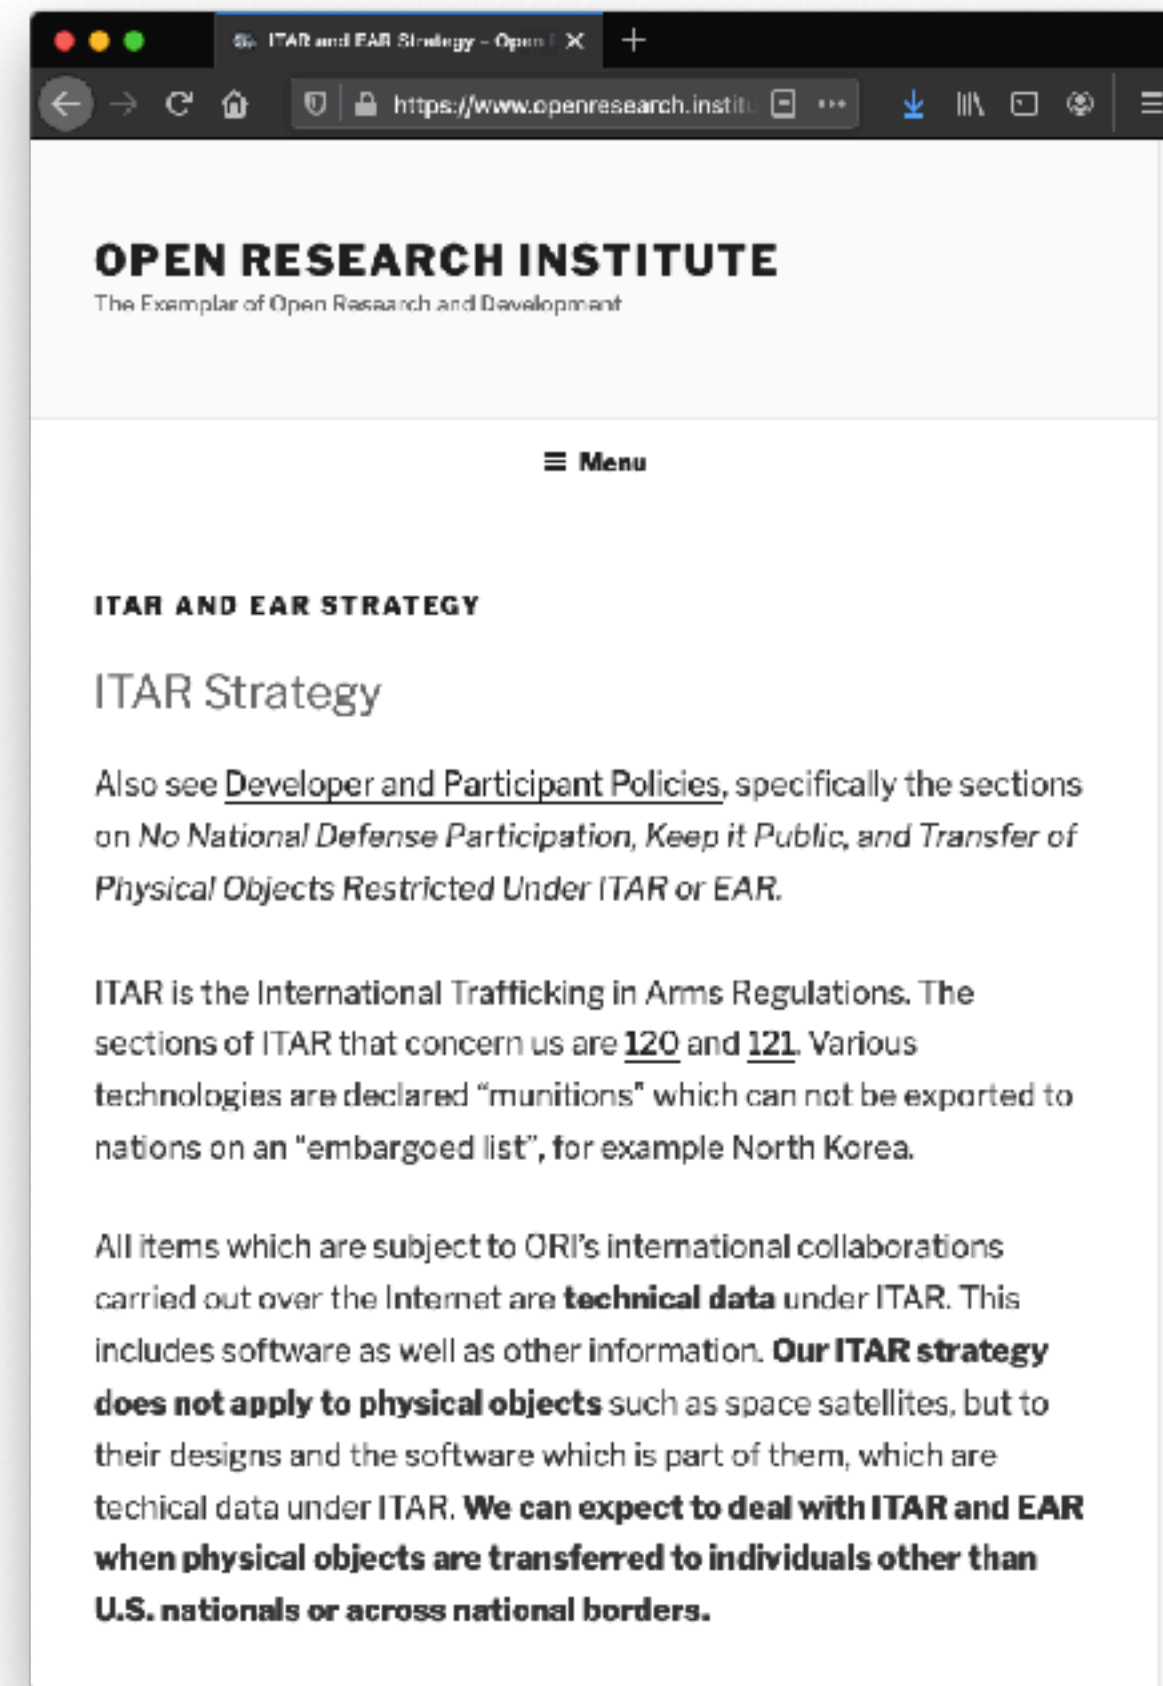 ITAR and EAR Strategy – Open
https://www.openresearch.institu
OPEN RESEARCH INSTITUTE
The Exemplar of Open Research and Development
Menu
ITAR AND EAR STRATEGY
ITAR Strategy
Also see Developer and Participant Policies, specifically the sections
on No National Defense Participation, Keep it Public, and Transfer of
Physical Objects Restricted Under ITAR or EAR.
ITAR is the International Trafficking in Arms Regulations. The
sections of ITAR that concern us are 120 and 121. Various
technologies are declared “munitions” which can not be exported to
nations on an “embargoed list”, for example North Korea.
All items which are subject to ORI’s international collaborations
carried out over the Internet are technical data under ITAR. This
includes software as well as other information. Our ITAR strategy
does not apply to physical objects such as space satellites, but to
their designs and the software which is part of them, which are
techical data under ITAR. We can expect to deal with ITAR and EAR
when physical objects are transferred to individuals other than
U.S. nationals or across national borders.